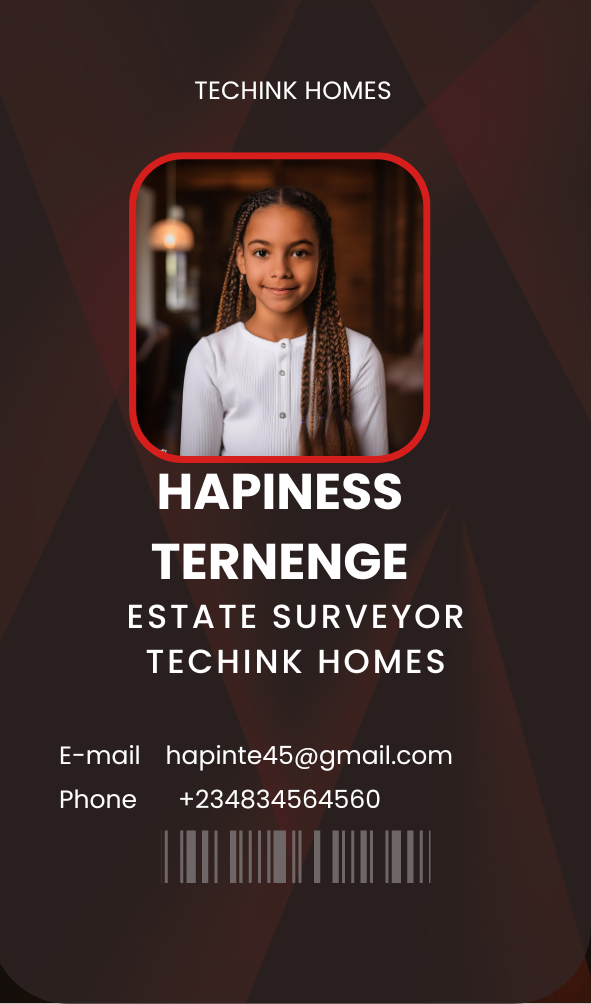 TECHINK HOMES
HAPINESS
TERNENGE
ESTATE SURVEYOR
TECHINK HOMES
E-mail hapinte45@gmail.com
Phone +234834564560